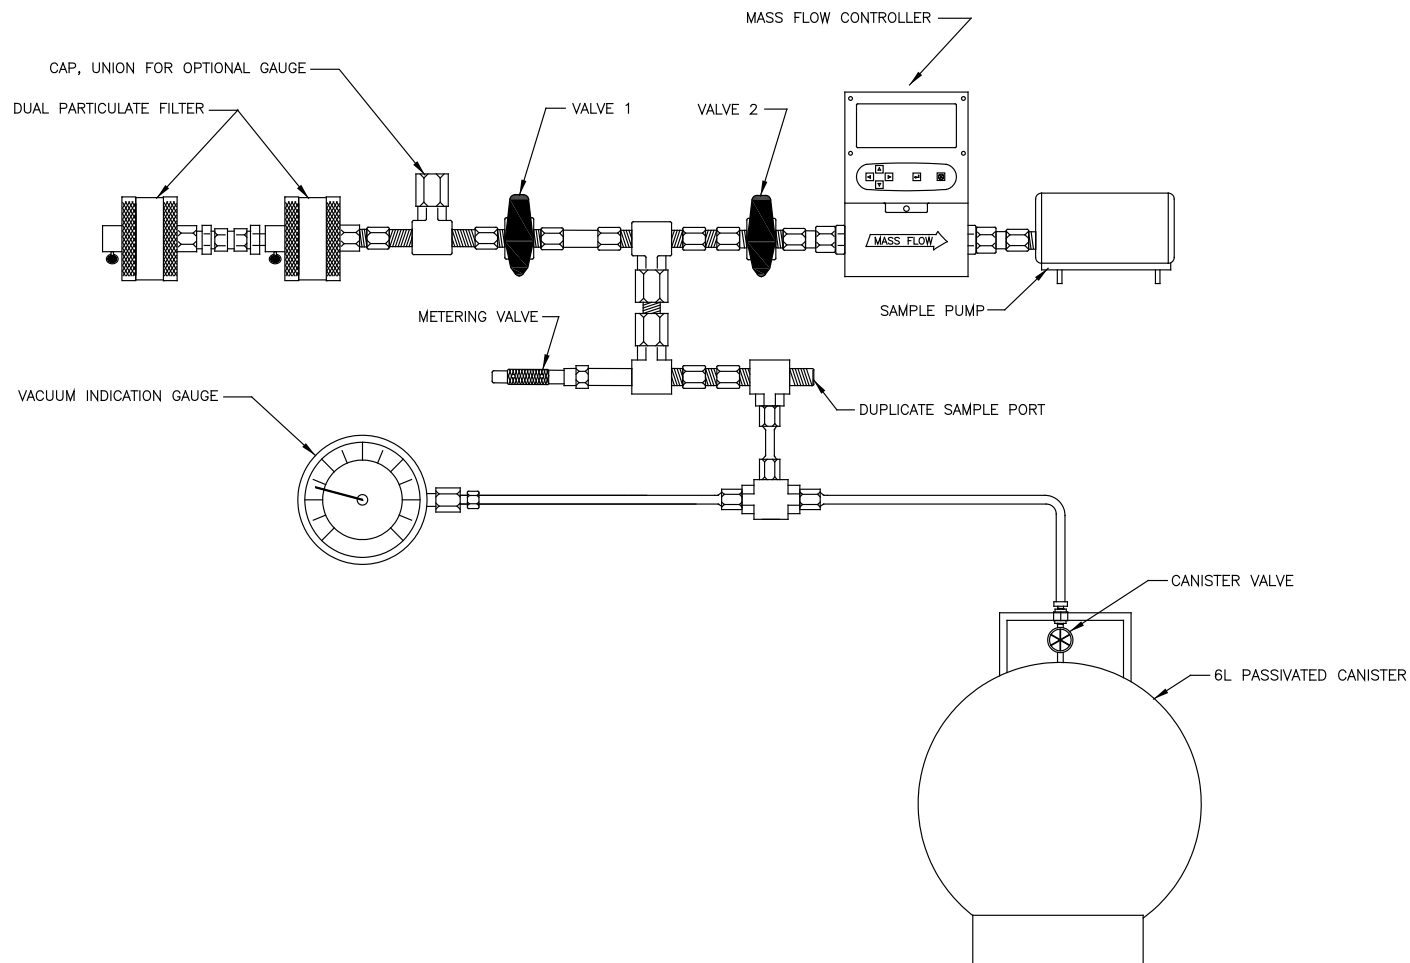 MASS FLOW CONTROLLER
CAP, UNION FOR OPTIONAL GAUGE
DUAL PARTICULATE FILTER
VALVE 1
VALVE 2
MASS FLOW
SAMPLE PUMP
METERING VALVE
VACUUM INDICATION GAUGE
DUPLICATE SAMPLE PORT
CANISTER VALVE
6L PASSIVATED CANISTER